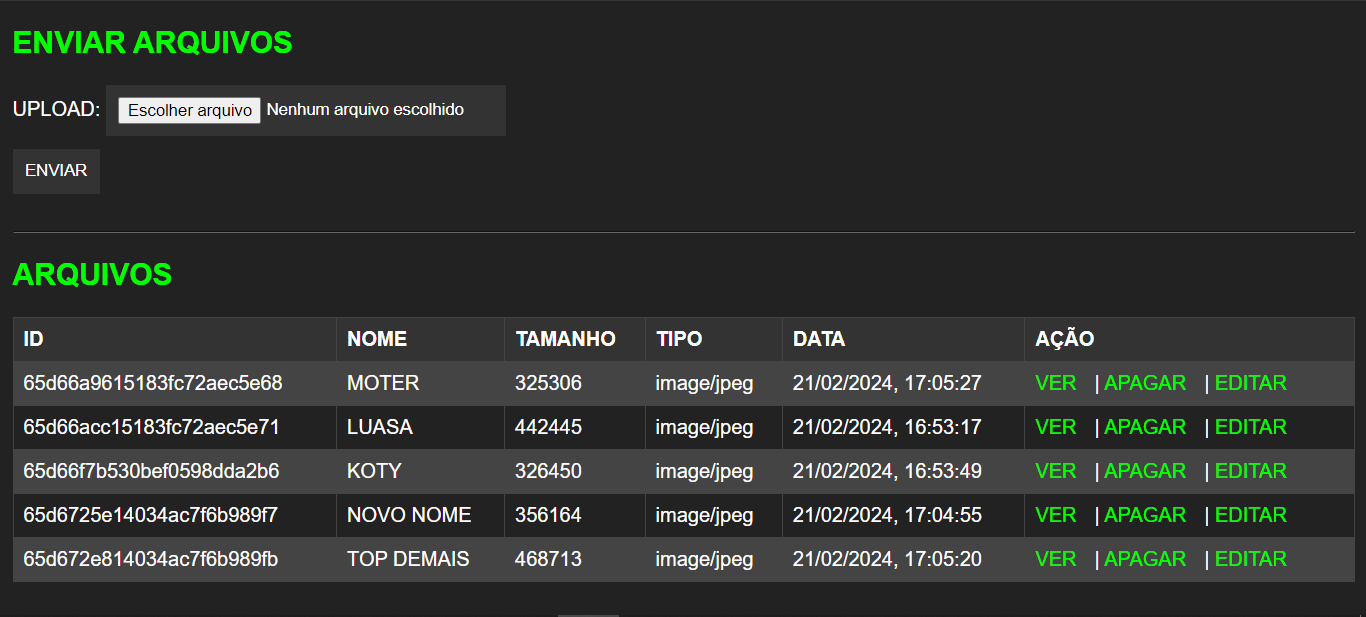 ENVIAR ARQUIVOS
UPLOAD: Escolher arquivo Nenhum arquivo escolhido
ENVIAR
ARQUIVOS
ID NOME TAMANHO TIPO DATA AÇÃO
65d66a9615183fc72aec5e68 MOTER 325306 image/jpeg 21/02/2024, 17:05:27 VER | APAGAR | EDITAR
65d66acc15183fc72aec5e71 LUASA 442445 image/jpeg 21/02/2024, 16:53:17 VER | APAGAR | EDITAR
65d66f7b530bef0598dda2b6 KOTY 326450 image/jpeg 21/02/2024, 16:53:49 VER | APAGAR | EDITAR
65d6725e14034ac7f6b989f7 NOVO NOME 356164 image/jpeg 21/02/2024, 17:04:55 VER | APAGAR | EDITAR
65d672e814034ac7f6b989fb TOP DEMAIS 468713 image/jpeg 21/02/2024, 17:05:20 VER | APAGAR | EDITAR